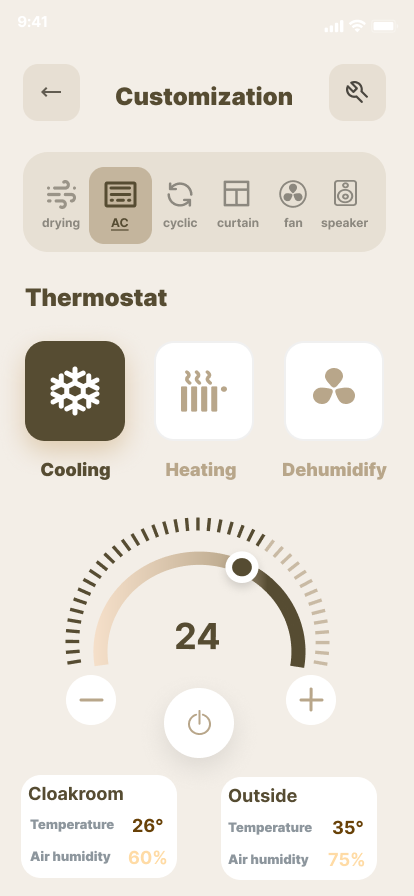 9:41
Customization
drying AC cyclic curtain fan speaker
Thermostat
Cooling Heating Dehumidify
24
Cloakroom
Temperature 26°
Air humidity 60%
Outside
Temperature 35°
Air humidity 75%